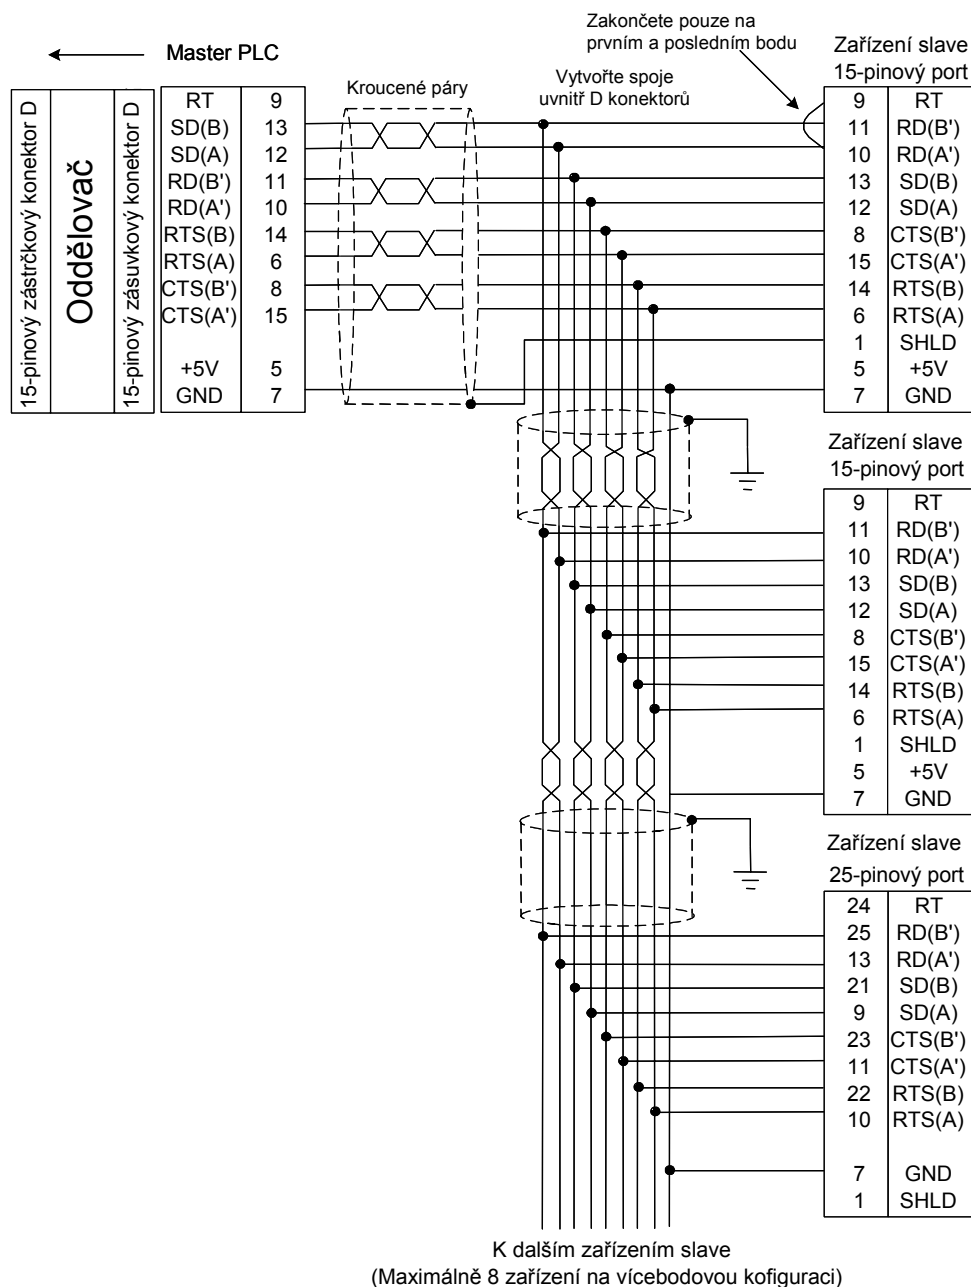 Zakončete pouze na
prvním a posledním bodu
Master PLC
Kroucené páry
Vytvořte spoje
uvnitř D konektorů
15-pinový zástrčkový konektor D
Oddělovač
15-pinový zásuvkový konektor D
RT 9
SD(B) 13
SD(A) 12
RD(B') 11
RD(A') 10
RTS(B) 14
RTS(A) 6
CTS(B') 8
CTS(A') 15
+5V 5
GND 7
Zařízení slave
15-pinový port
9 RT
11 RD(B')
10 RD(A')
13 SD(B)
12 SD(A)
8 CTS(B')
15 CTS(A')
14 RTS(B)
6 RTS(A)
1 SHLD
5 +5V
7 GND
Zařízení slave
15-pinový port
9 RT
11 RD(B')
10 RD(A')
13 SD(B)
12 SD(A)
8 CTS(B')
15 CTS(A')
14 RTS(B)
6 RTS(A)
1 SHLD
5 +5V
7 GND
Zařízení slave
25-pinový port
24 RT
25 RD(B')
13 RD(A')
21 SD(B)
9 SD(A)
23 CTS(B')
11 CTS(A')
22 RTS(B)
10 RTS(A)
7 GND
1 SHLD
K dalším zařízením slave
(Maximálně 8 zařízení na vícebodovou kofiguraci)